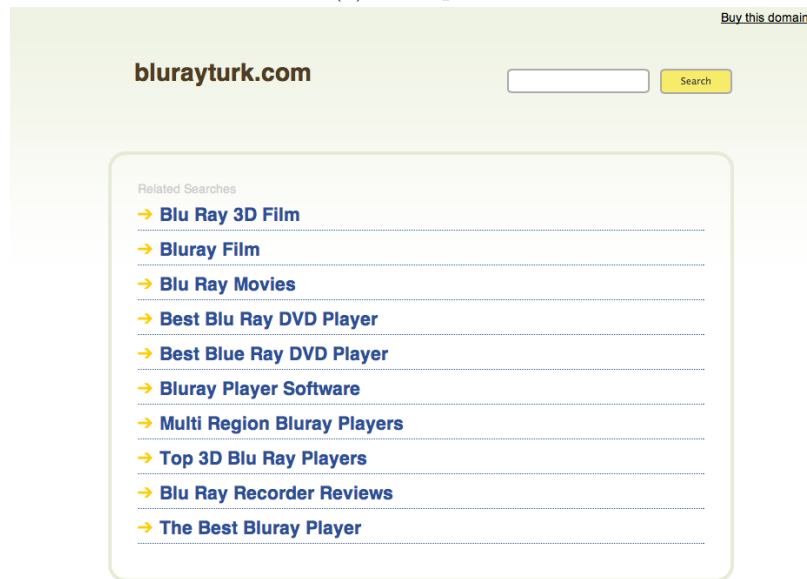 Buy this domain
blurayturk.com
Search
Related Searches
➔ Blu Ray 3D Film
➔ Bluray Film
➔ Blu Ray Movies
➔ Best Blu Ray DVD Player
➔ Best Blue Ray DVD Player
➔ Bluray Player Software
➔ Multi Region Bluray Players
➔ Top 3D Blu Ray Players
➔ Blu Ray Recorder Reviews
➔ The Best Bluray Player